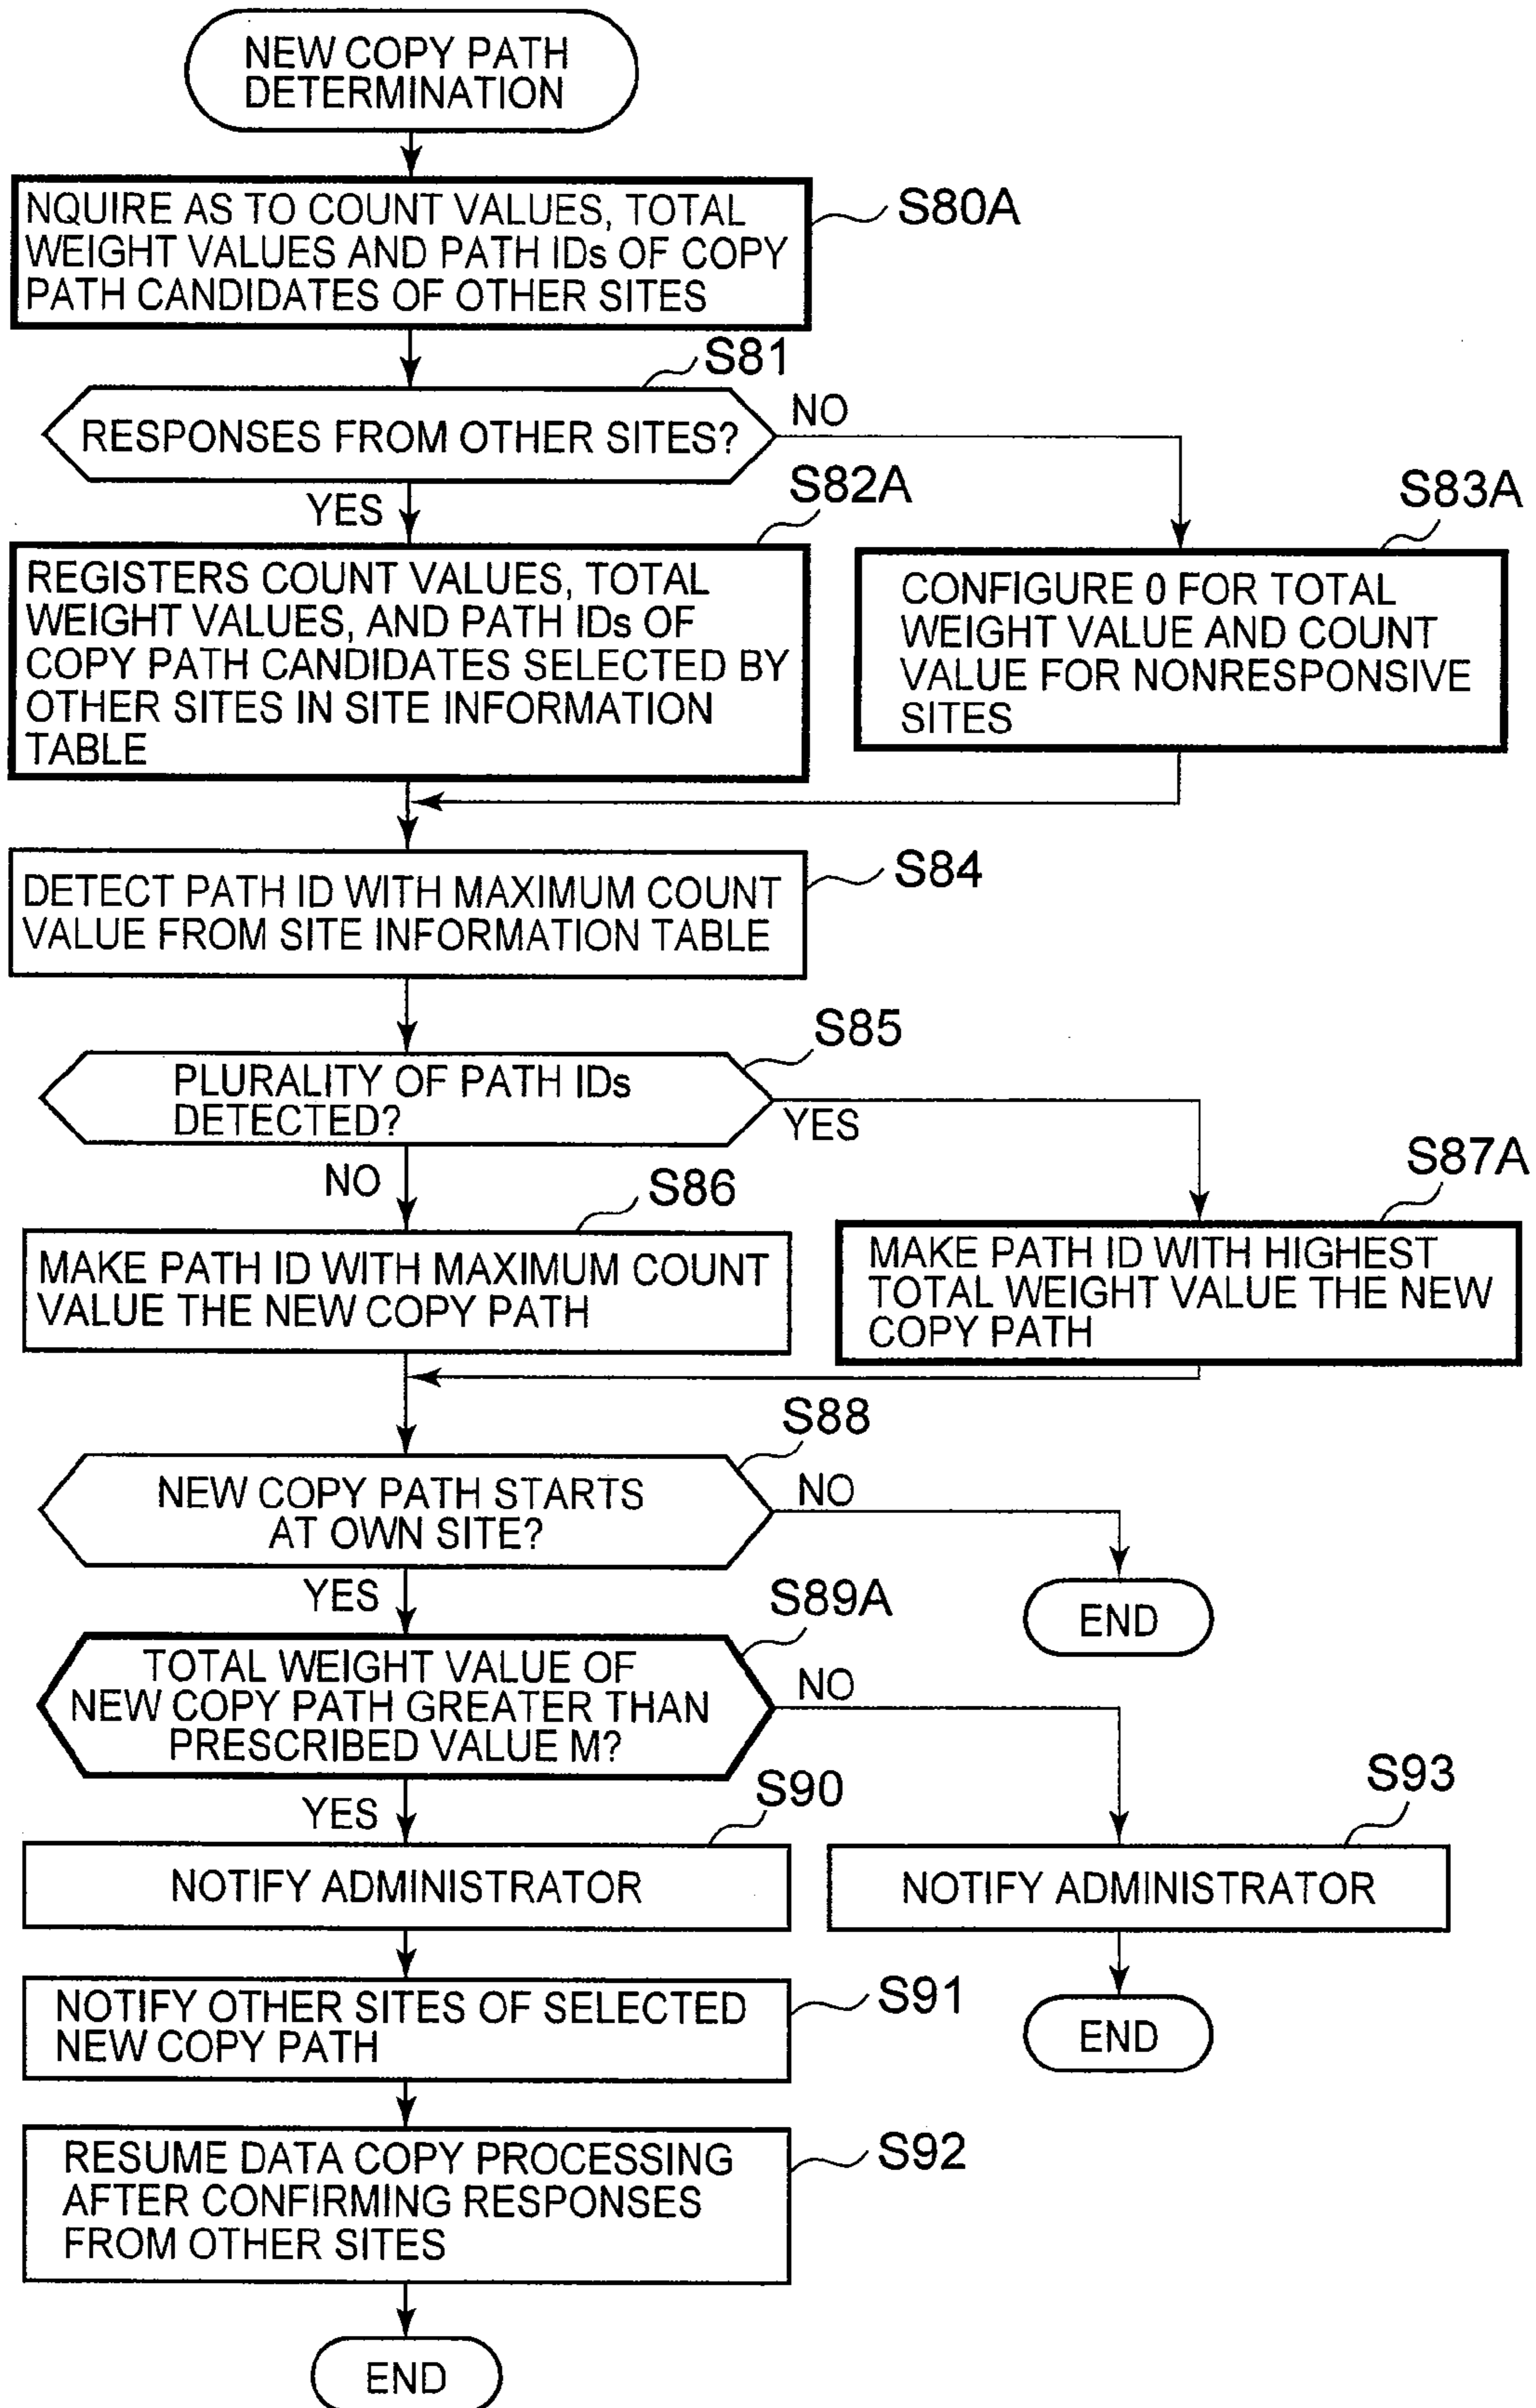 NEW COPY PATH
DETERMINATION
NQUIRE AS TO COUNT VALUES, TOTAL
WEIGHT VALUES AND PATH IDs OF COPY
PATH CANDIDATES OF OTHER SITES
S80A
S81
RESPONSES FROM OTHER SITES?
NO
YES
S82A
REGISTERS COUNT VALUES, TOTAL
WEIGHT VALUES, AND PATH IDs OF
COPY PATH CANDIDATES SELECTED BY
OTHER SITES IN SITE INFORMATION
TABLE
S83A
CONFIGURE 0 FOR TOTAL
WEIGHT VALUE AND COUNT
VALUE FOR NONRESPONSIVE
SITES
S84
DETECT PATH ID WITH MAXIMUM COUNT
VALUE FROM SITE INFORMATION TABLE
S85
PLURALITY OF PATH IDs
DETECTED?
YES
NO
S86
MAKE PATH ID WITH MAXIMUM COUNT
VALUE THE NEW COPY PATH
S87A
MAKE PATH ID WITH HIGHEST
TOTAL WEIGHT VALUE THE NEW
COPY PATH
S88
NEW COPY PATH STARTS
AT OWN SITE?
NO
END
YES
S89A
TOTAL WEIGHT VALUE OF
NEW COPY PATH GREATER THAN
PRESCRIBED VALUE M?
NO
YES
S90
NOTIFY ADMINISTRATOR
S93
NOTIFY ADMINISTRATOR
END
S91
NOTIFY OTHER SITES OF SELECTED
NEW COPY PATH
S92
RESUME DATA COPY PROCESSING
AFTER CONFIRMING RESPONSES
FROM OTHER SITES
END